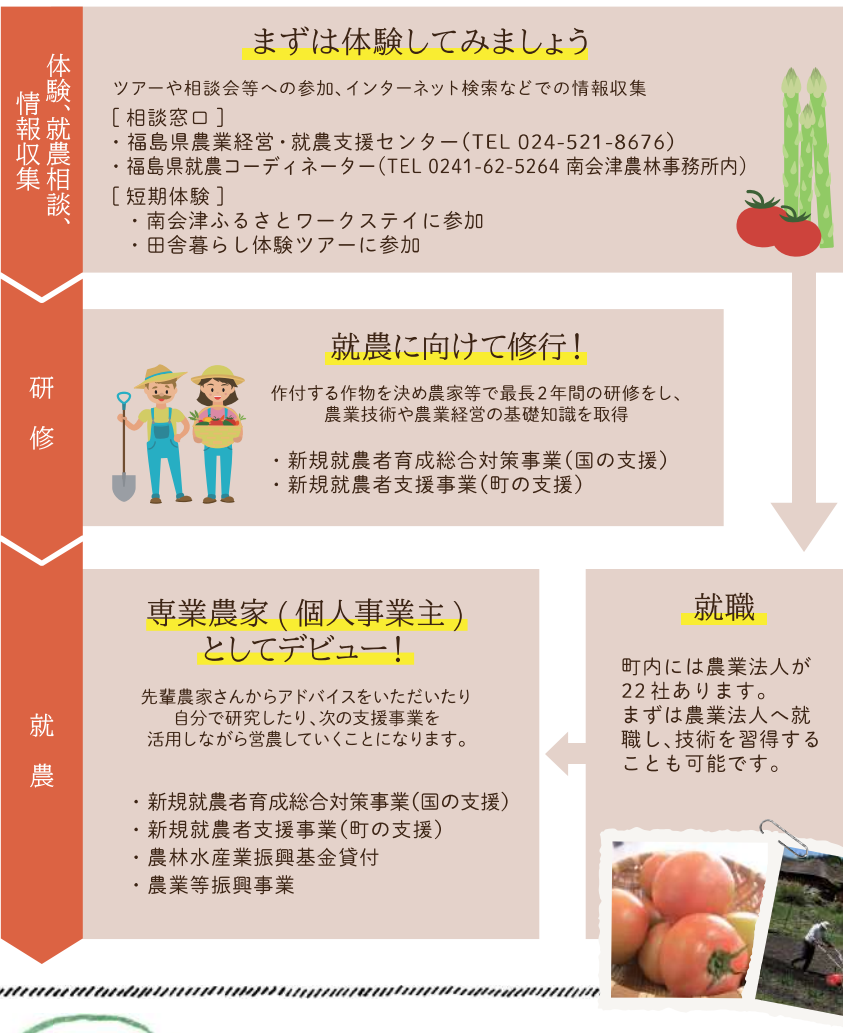 体験、就農相談、
情報収集
まずは体験してみましょう
ツアーや相談会等への参加、インターネット検索などでの情報収集
[ 相談窓口 ]
・福島県農業経営・就農支援センター（TEL 024-521-8676）
・福島県就農コーディネーター（TEL 0241-62-5264 南会津農林事務所内）
[ 短期体験 ]
・南会津ふるさとワークステイに参加
・田舎暮らし体験ツアーに参加
研修
就農に向けて修行！
作付する作物を決め農家等で最長2年間の研修をし、
農業技術や農業経営の基礎知識を取得
・新規就農者育成総合対策事業（国の支援）
・新規就農者支援事業（町の支援）
就農
専業農家 ( 個人事業主 )
としてデビュー！
先輩農家さんからアドバイスをいただいたり
自分で研究したり、次の支援事業を
活用しながら営農していくことになります。
・新規就農者育成総合対策事業（国の支援）
・新規就農者支援事業（町の支援）
・農林水産業振興基金貸付
・農業等振興事業
就職
町内には農業法人が
22社あります。
まずは農業法人へ就
職し、技術を習得する
ことも可能です。